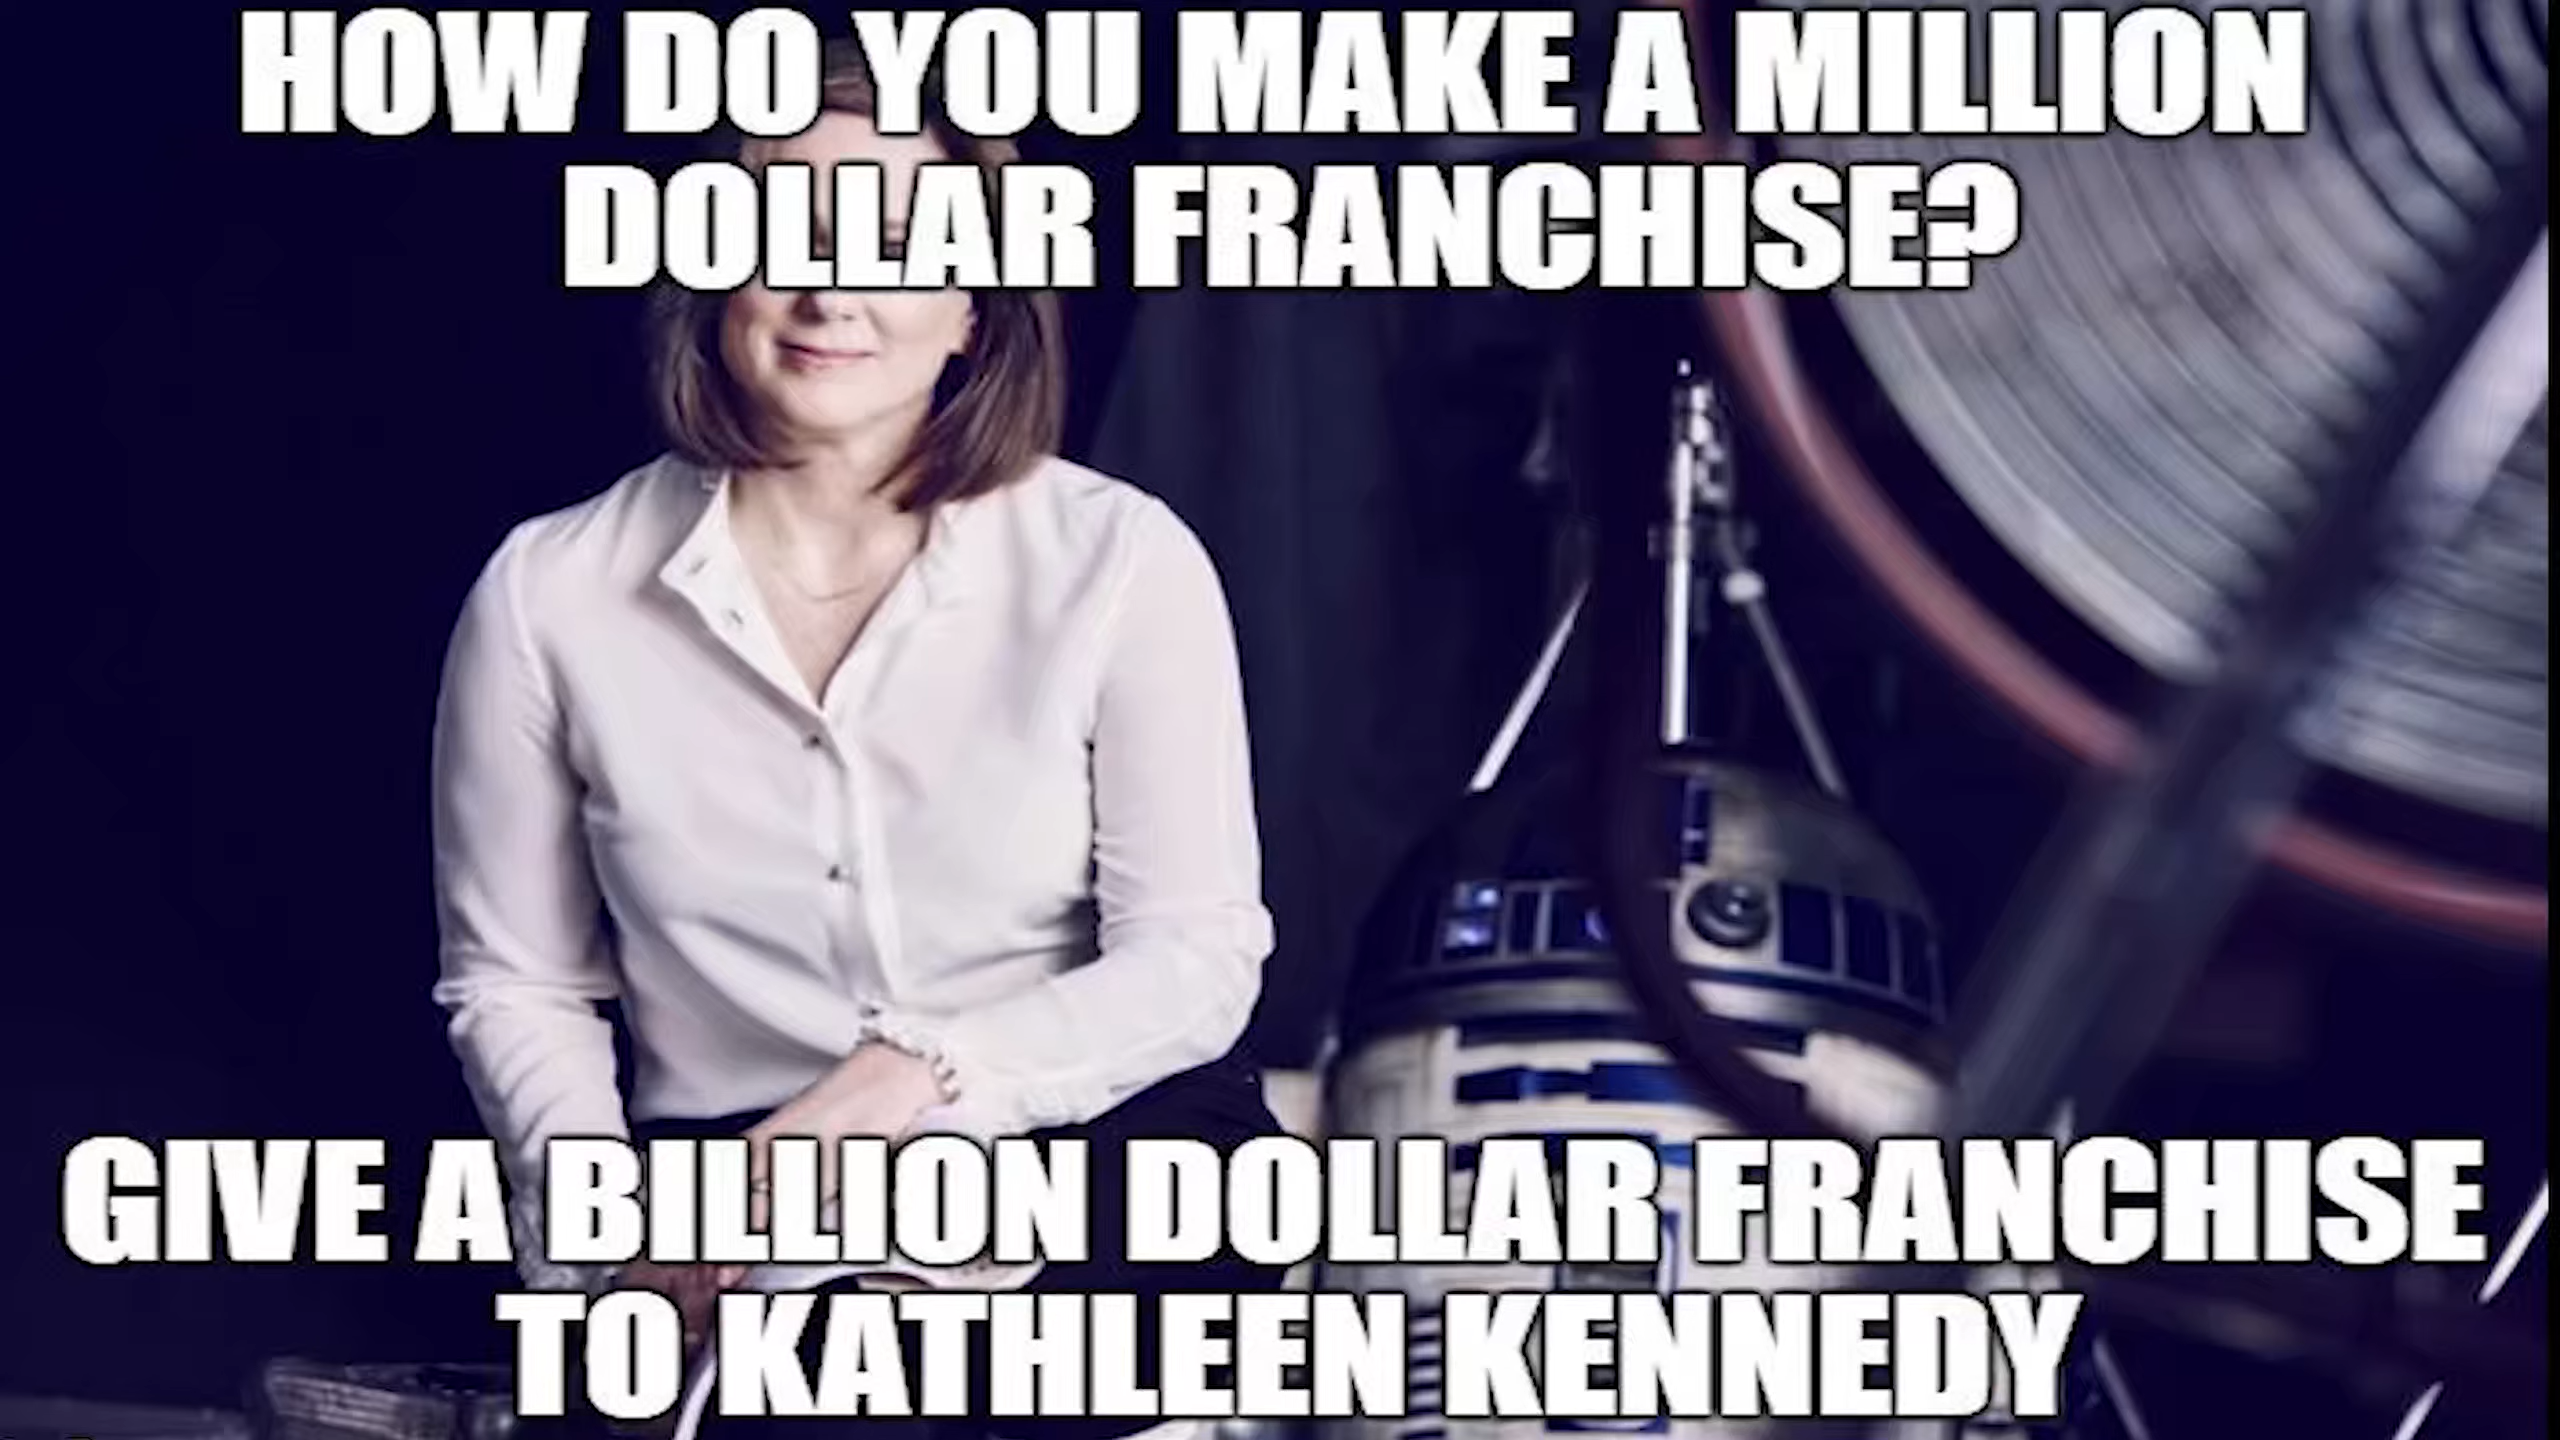 HOW DO YOU MAKE A MILLION
DOLLAR FRANCHISE?
GIVE A BILLION DOLLAR FRANCHISE
TO KATHLEEN KENNEDY